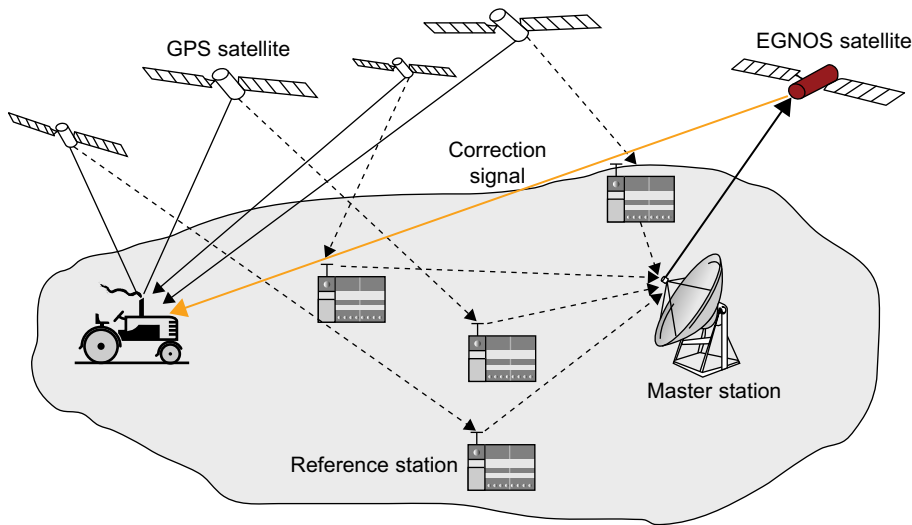 GPS satellite
EGNOS satellite
Correction
signal
Master station
Reference station